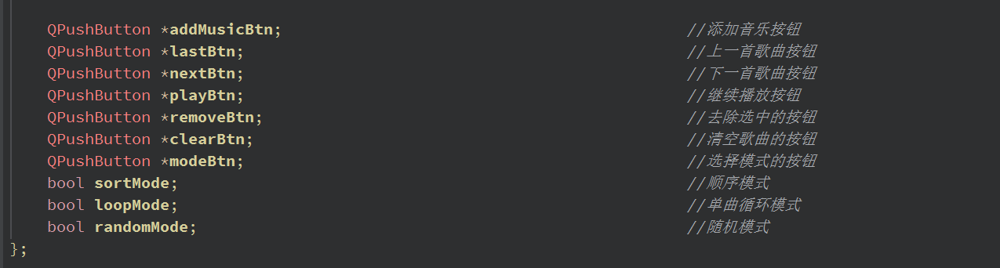 QPushButton *addMusicBtn; //添加音乐按钮
QPushButton *lastBtn; //上一首歌曲按钮
QPushButton *nextBtn; //下一首歌曲按钮
QPushButton *playBtn; //继续播放按钮
QPushButton *removeBtn; //去除选中的按钮
QPushButton *clearBtn; //清空歌曲的按钮
QPushButton *modeBtn; //选择模式的按钮
bool sortMode; //顺序模式
bool loopMode; //单曲循环模式
bool randomMode; //随机模式
};